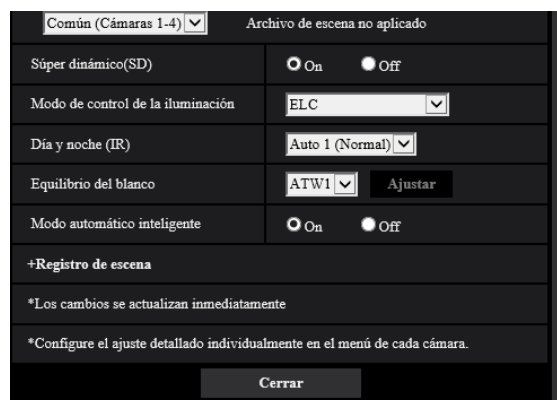 Común (Cámaras 1-4) Archivo de escena no aplicado
Súper dinámico(SD) On Off
Modo de control de la iluminación ELC
Día y noche (IR) Auto 1 (Normal)
Equilibrio del blanco ATW1 Ajustar
Modo automático inteligente On Off
+Registro de escena
*Los cambios se actualizan inmediatamente
*Configure el ajuste detallado individualmente en el menú de cada cámara.
Cerrar